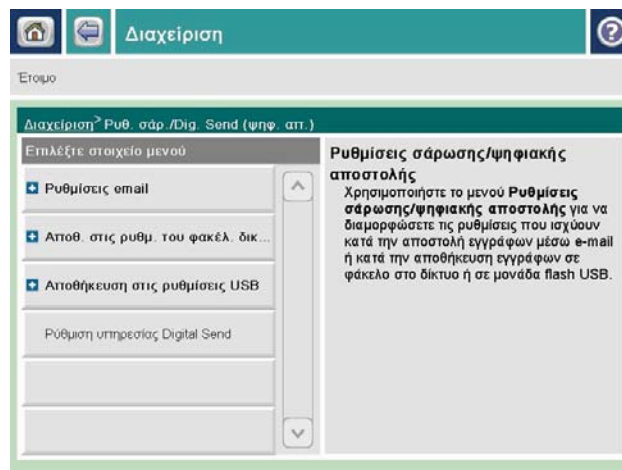 Διαχείριση
Έτοιμο
Διαχείριση> Ρυθ. σάρ./Dig. Send (ψηφ. απ.)
Επιλέξτε στοιχείο μενού
Ρυθμίσεις email
Αποθ. στις ρυθμ. του φακέλ. δικ...
Αποθήκευση στις ρυθμίσεις USB
Ρύθμιση υπηρεσίας Digital Send
Ρυθμίσεις σάρωσης/ψηφιακής
αποστολής
Χρησιμοποιήστε το μενού Ρυθμίσεις
σάρωσης/ψηφιακής αποστολής για να
διαμορφώσετε τις ρυθμίσεις που ισχύουν
κατά την αποστολή εγγράφων μέσω e-mail
ή κατά την αποθήκευση εγγράφων σε
φάκελο στο δίκτυο ή σε μονάδα flash USB.